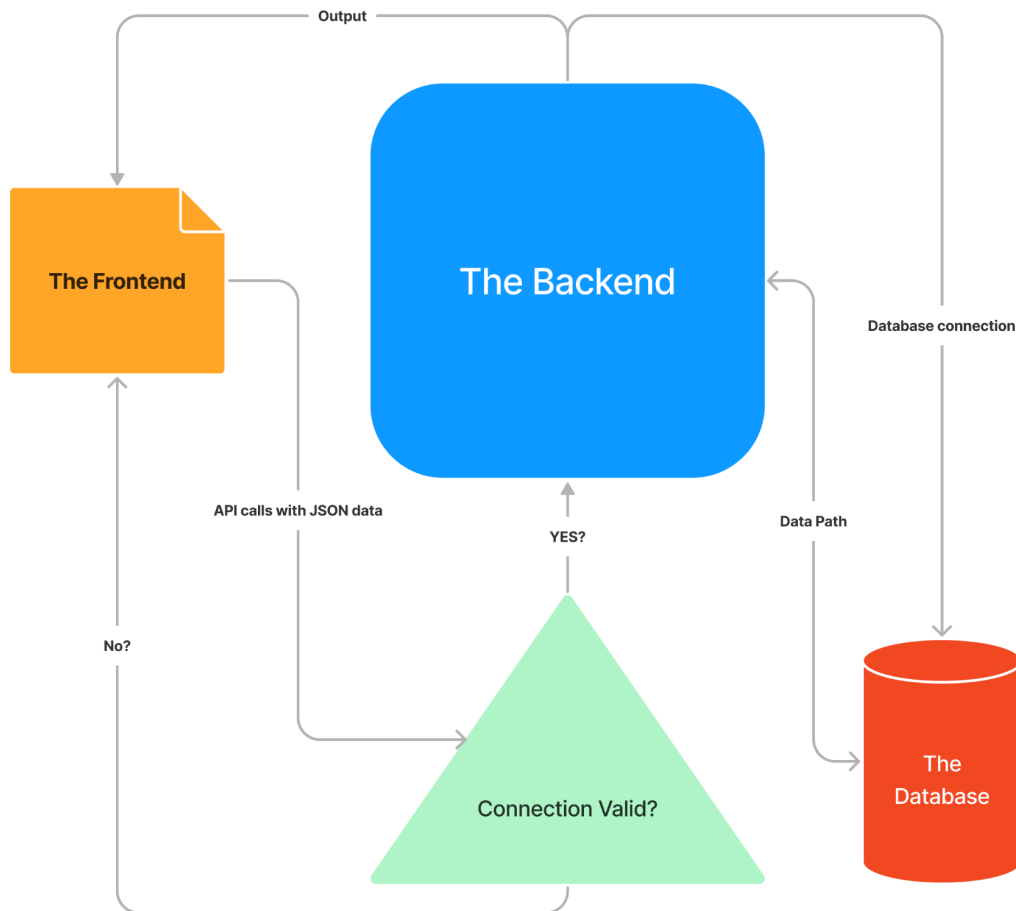 Output
The Frontend
The Backend
Database connection
API calls with JSON data
Data Path
YES?
No?
The
Database
Connection Valid?